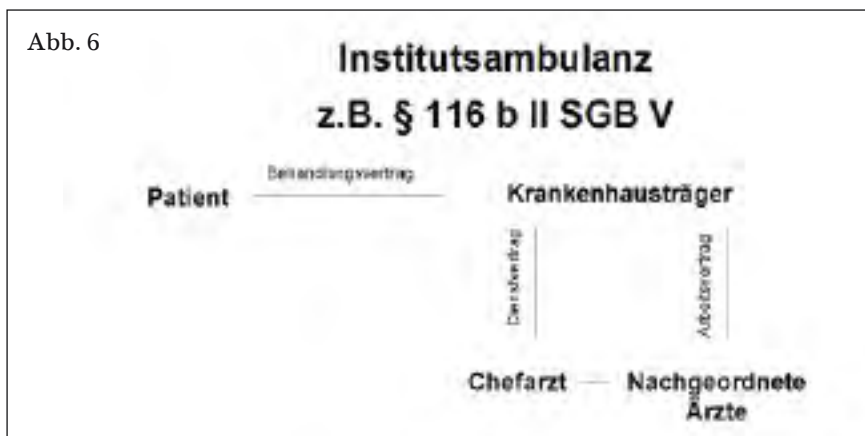 Abb. 6
Institutsambulanz
z.B. § 116 b II SGB V
Behandlungsvertrag
Patient
Krankenhausträger
Dienstvertrag
Arbeitsvertrag
Chefarzt
Nachgeordnete
Ärzte